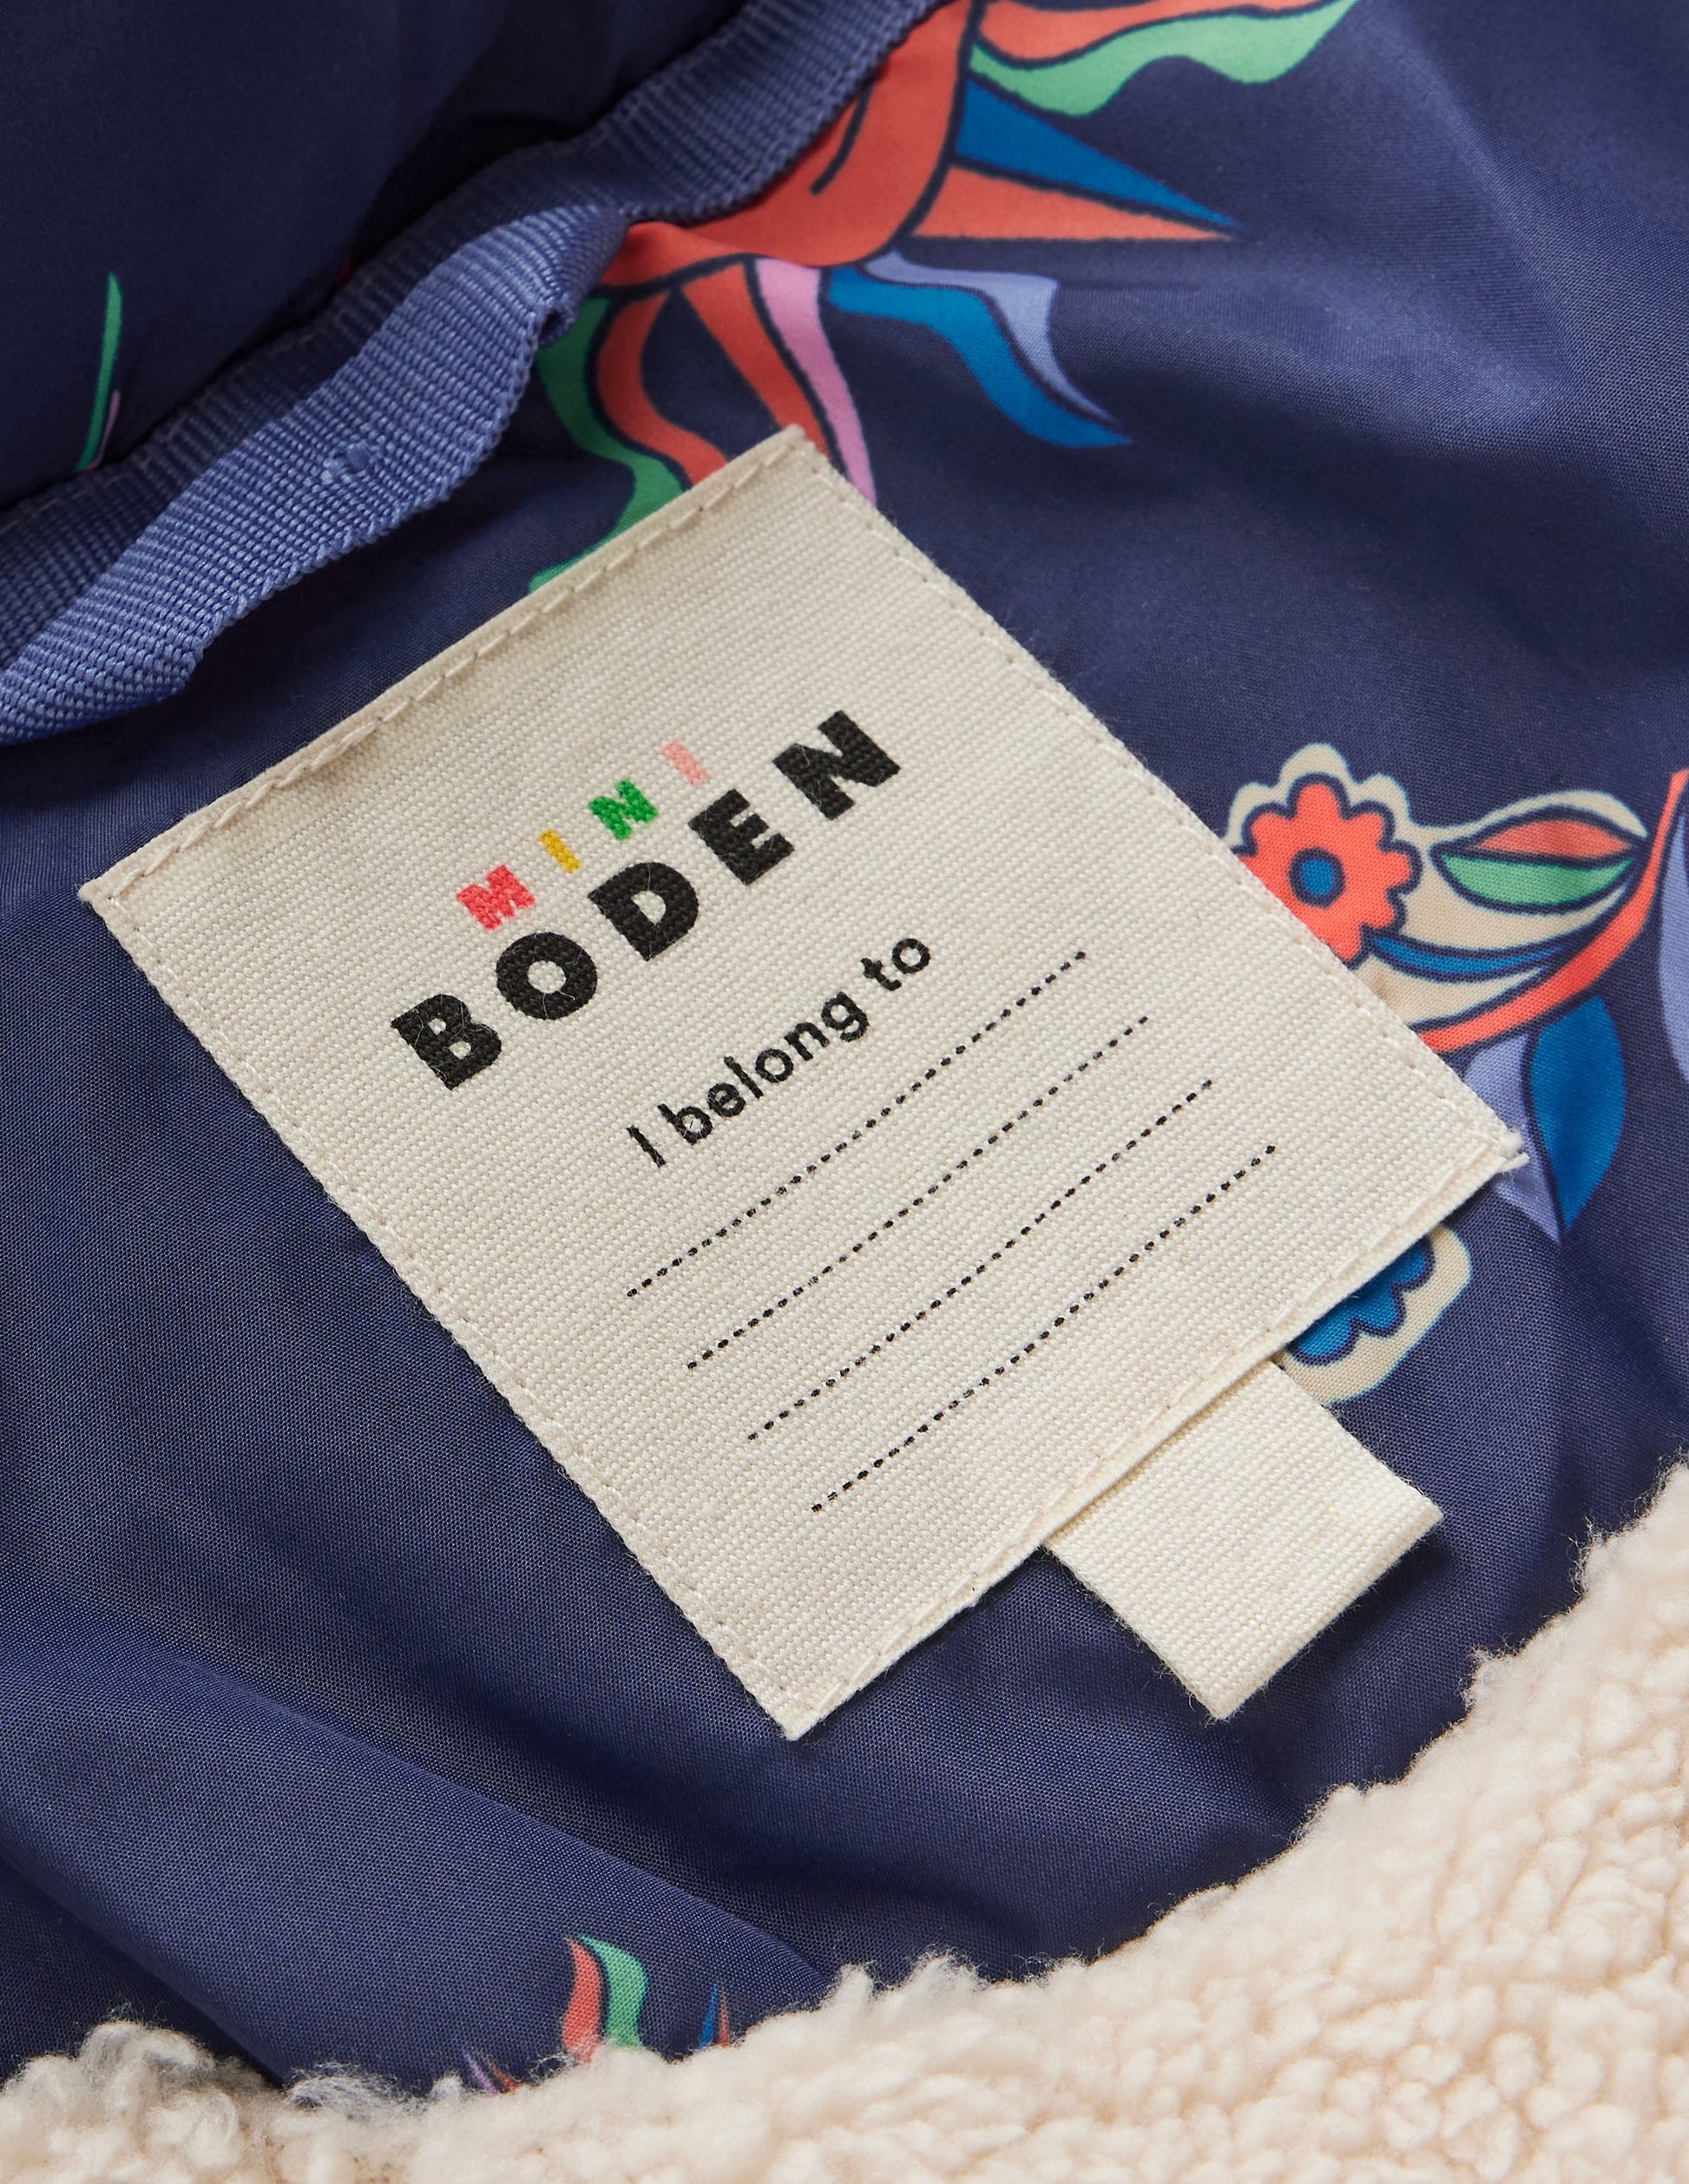 MINI
BODEN
I belong to